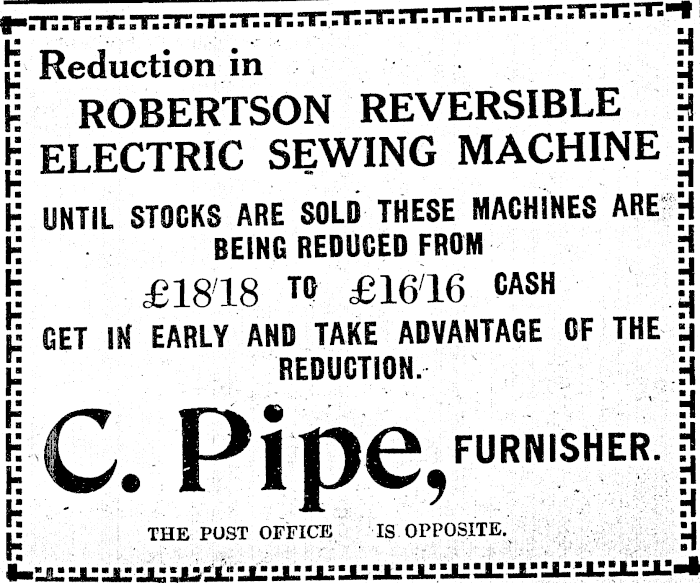 Reduction in
ROBERTSON REVERSIBLE
ELECTRIC SEWING MACHINE
UNTIL STOCKS ARE SOLD THESE MACHINES ARE
BEING REDUCED FROM
£18/18 TO £16/16 CASH
GET IN EARLY AND TAKE ADVANTAGE OF THE
REDUCTION.
C. Pipe, FURNISHER.
THE POST OFFICE IS OPPOSITE.